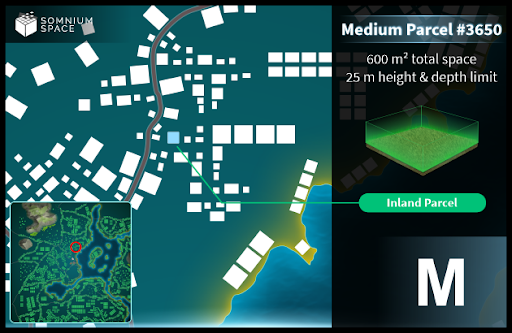 SOMNIUM
SPACE
Medium Parcel #3650
600 m² total space
25 m height & depth limit
Inland Parcel
M